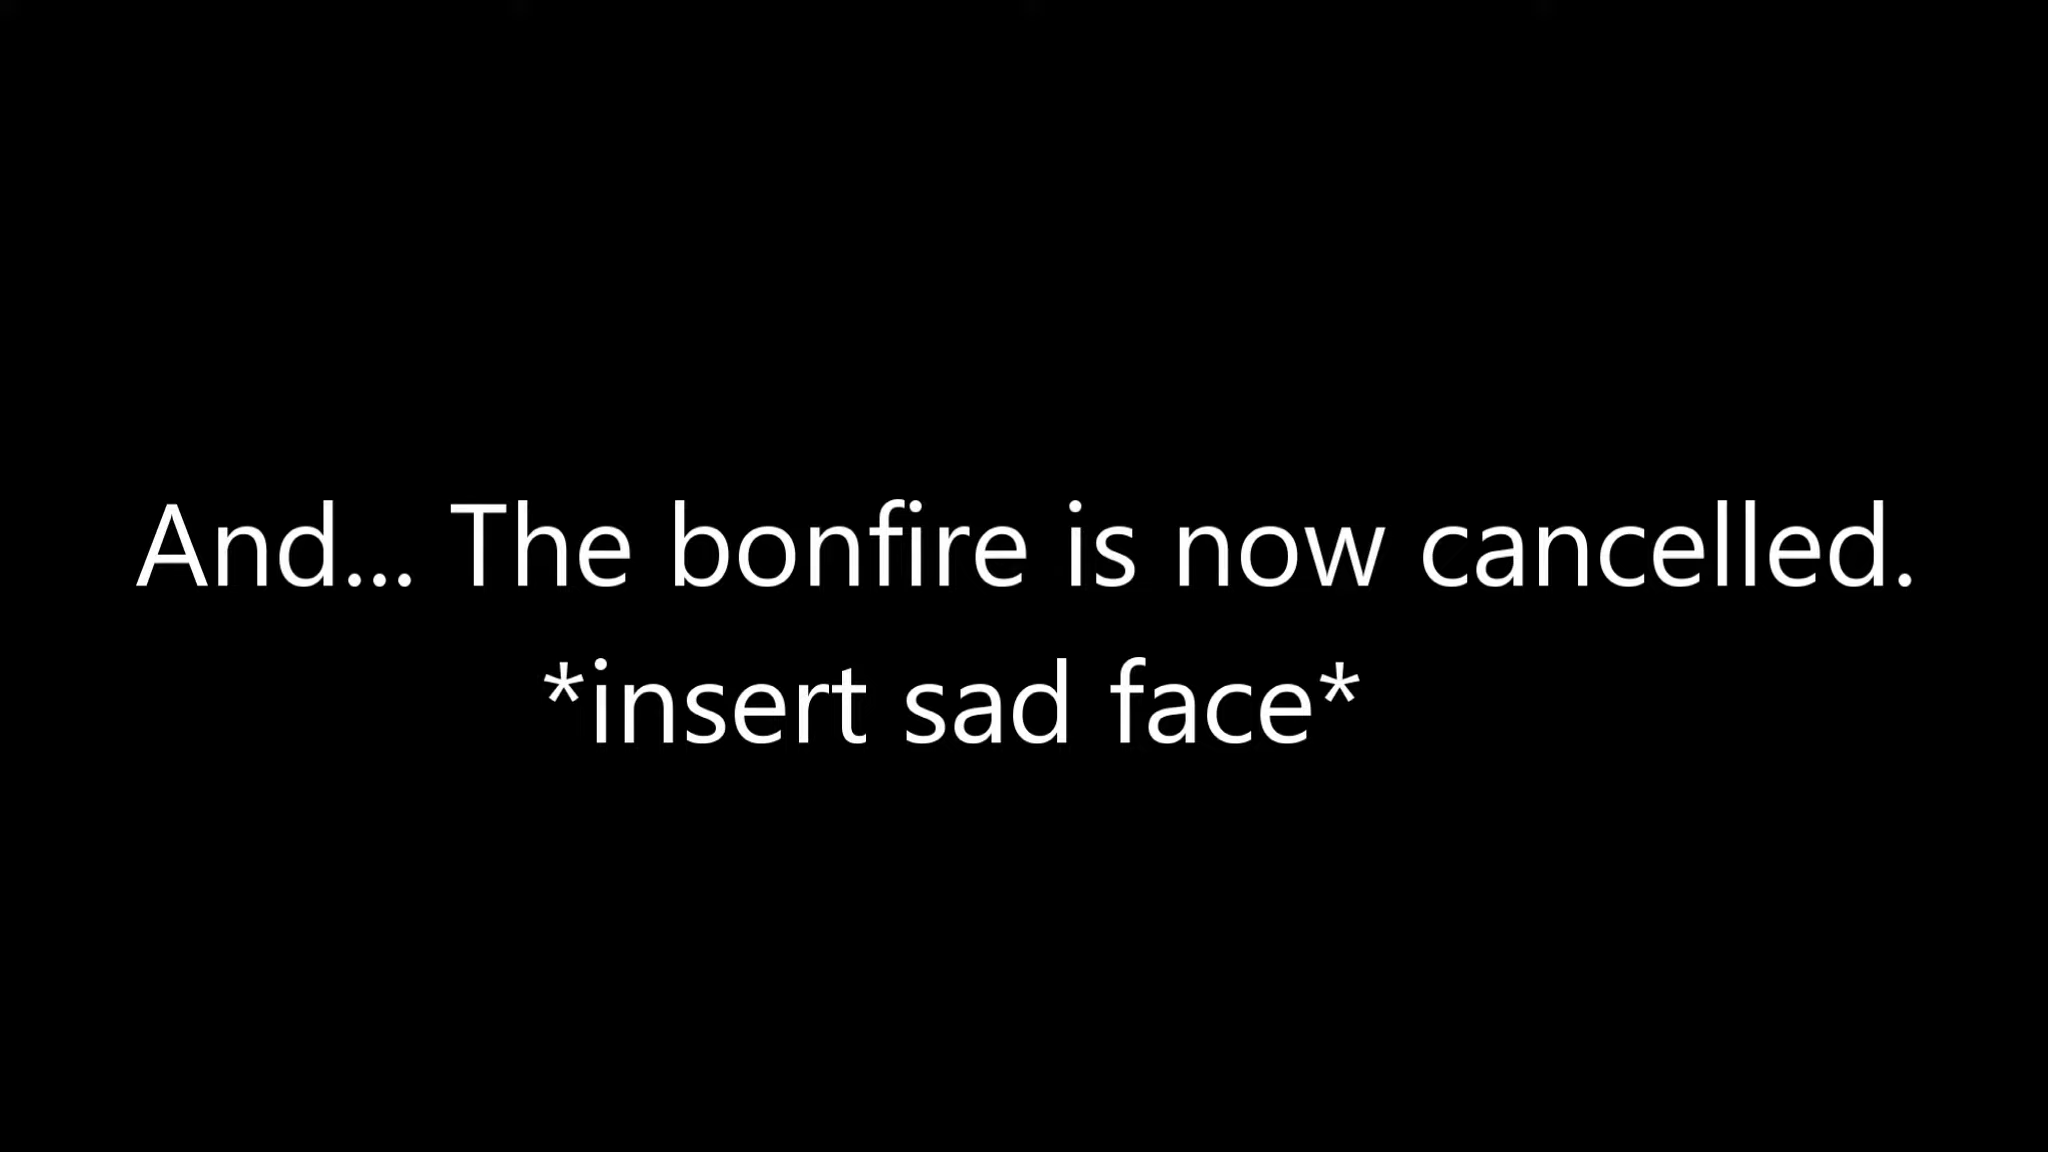 And... The bonfire is now cancelled.
*insert sad face*